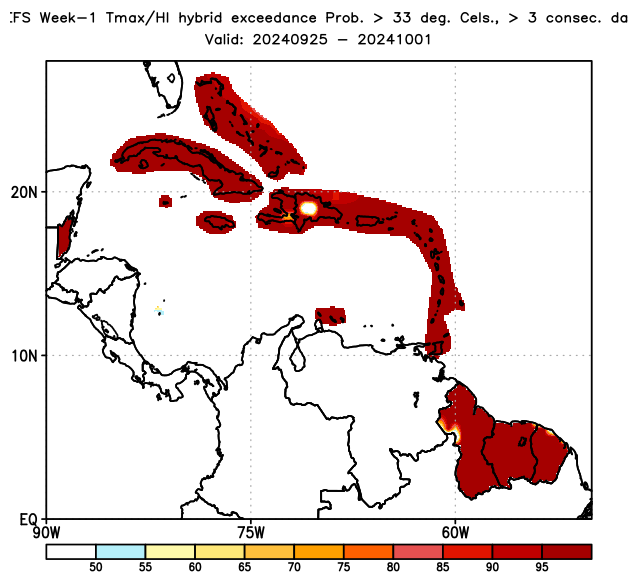 EFS Week-1 Tmax/HI hybrid exceedance Prob. > 33 deg. Cels., > 3 consec. da
Valid: 20240925 - 20241001
20N
10N
EQ
90W 75W 60W
50 55 60 65 70 75 80 85 90 95